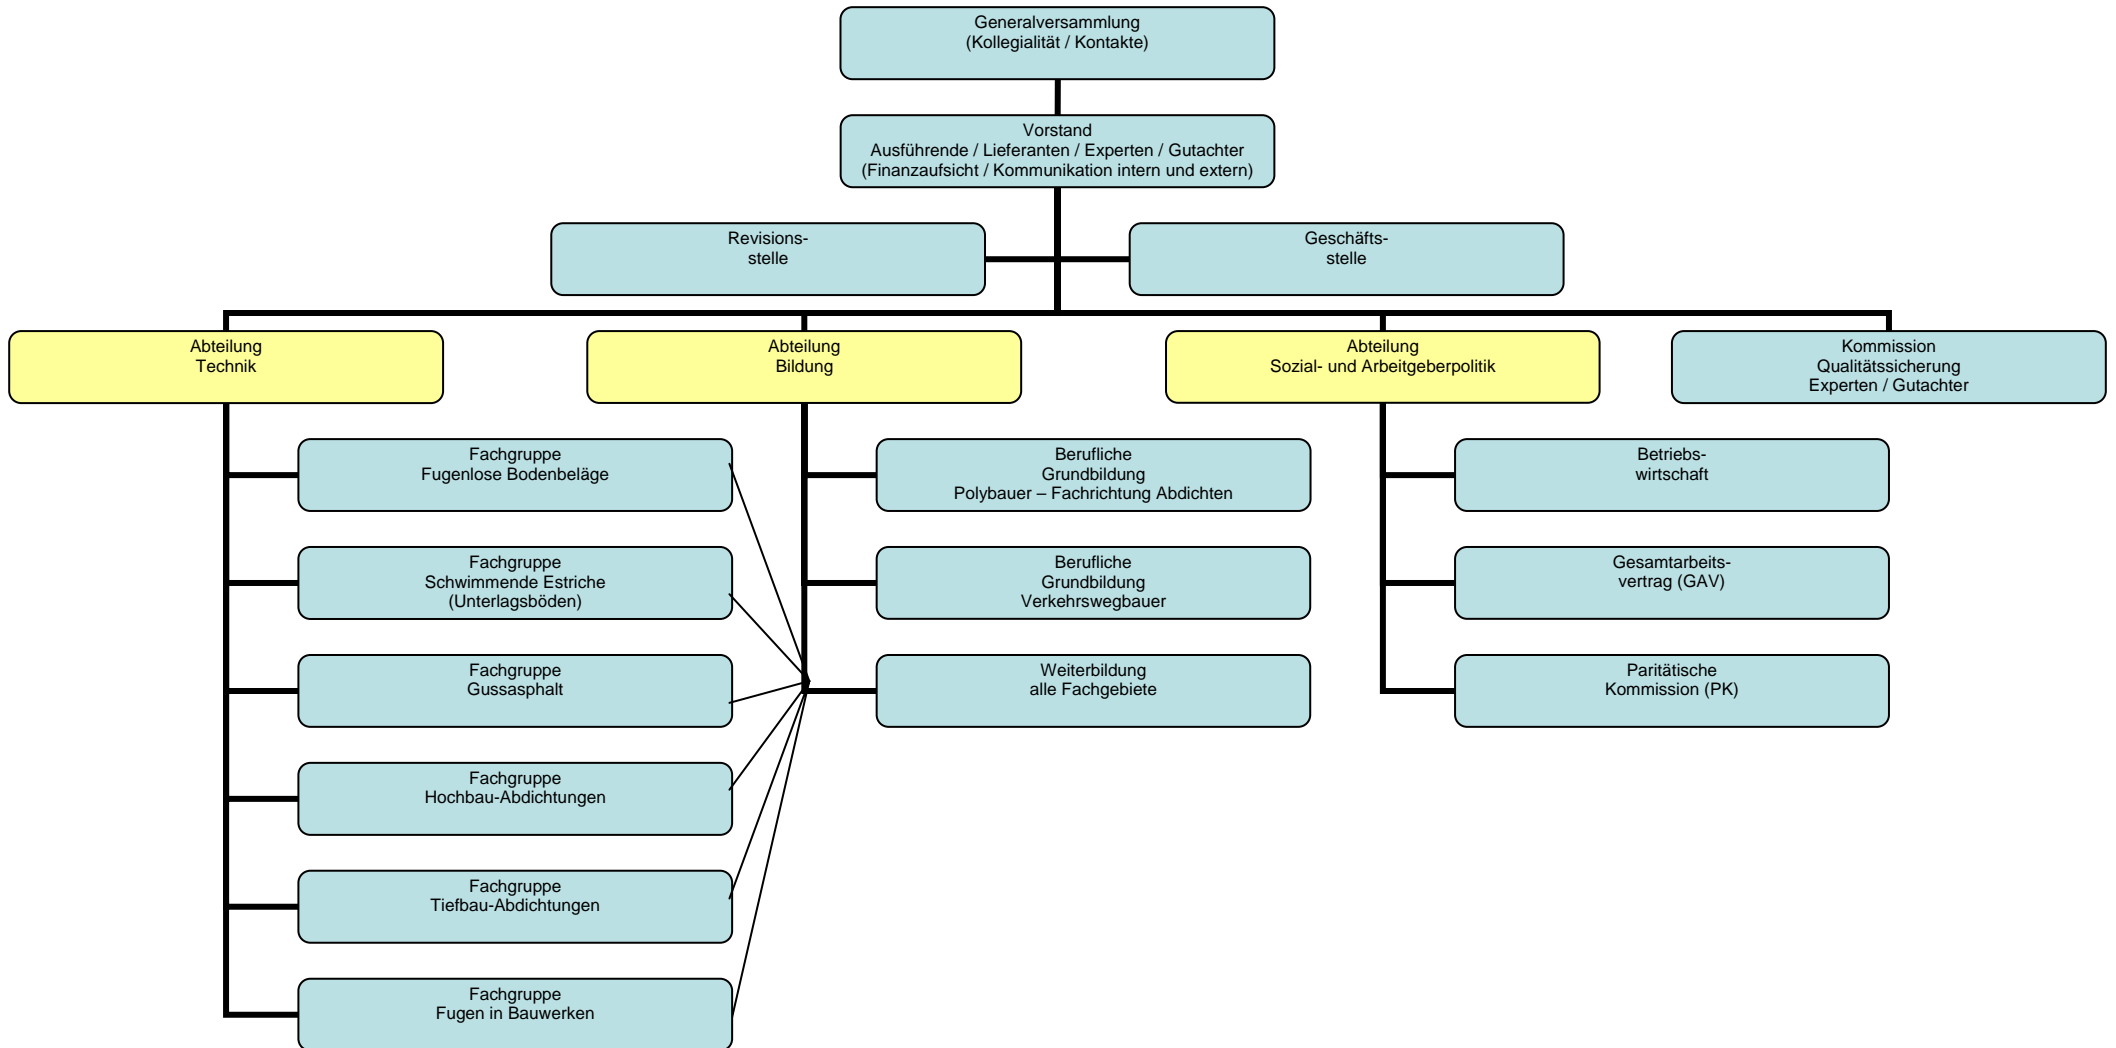 Generalversammlung
(Kollegialität / Kontakte)
Vorstand
Ausführende / Lieferanten / Experten / Gutachter
(Finanzaufsicht / Kommunikation intern und extern)
Revisions-
stelle
Geschäfts-
stelle
Abteilung
Technik
Abteilung
Bildung
Abteilung
Sozial- und Arbeitgeberpolitik
Kommission
Qualitätssicherung
Experten / Gutachter
Fachgruppe
Fugenlose Bodenbeläge
Fachgruppe
Schwimmende Estriche
(Unterlagsböden)
Fachgruppe
Gussasphalt
Fachgruppe
Hochbau-Abdichtungen
Fachgruppe
Tiefbau-Abdichtungen
Fachgruppe
Fugen in Bauwerken
Berufliche
Grundbildung
Polybauer – Fachrichtung Abdichten
Berufliche
Grundbildung
Verkehrswegbauer
Weiterbildung
alle Fachgebiete
Betriebs-
wirtschaft
Gesamtarbeits-
vertrag (GAV)
Paritätische
Kommission (PK)